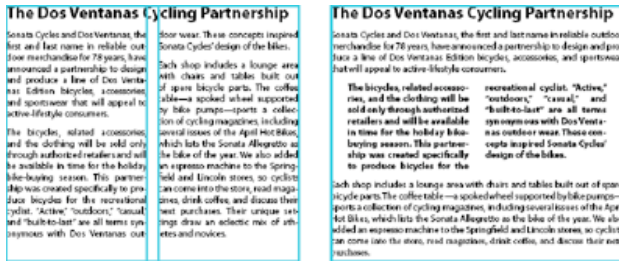 The Dos Ventanas Cycling Partnership
Sonata Cycles and Dos Ventanas, the
first and last name in reliable out-
door merchandise for 78 years, have
announced a partnership to design
and produce a line of Dos Venta-
nas Edition bicycles, accessories,
and sportswear that will appeal to
active-lifestyle consumers.
The bicycles, related accessories,
and the clothing will be sold only
through authorized retailers and will
be available in time for the holiday
bike-buying season. This partner-
ship was created specifically to pro-
duce bicycles for the recreational
cyclist. "Active," "outdoors," "casual,"
and "built-to-last" are all terms syn-
onymous with Dos Ventanas out-
door wear. These concepts inspired
Sonata Cycles' design of the bikes.
Each shop includes a lounge area
with chairs and tables built out
of spare bicycle parts. The coffee
table—a spoked wheel supported
by bike pumps—sports a collec-
tion of cycling magazines, including
several issues of the April Hot Bikes,
which lists the Sonata Allegretto as
the bike of the year. We also added
an espresso machine to the Spring-
field and Lincoln stores, so cyclists
can come into the store, read maga-
zines, drink coffee, and discuss their
next purchases. Their unique set-
tings draw an eclectic mix of ath-
letes and novices.
The Dos Ventanas Cycling Partnership
Sonata Cycles and Dos Ventanas, the first and last name in reliable outdoor
merchandise for 78 years, have announced a partnership to design and pro-
duce a line of Dos Ventanas Edition bicycles, accessories, and sportswear
that will appeal to active-lifestyle consumers.
The bicycles, related accesso-
ries, and the clothing will be
sold only through authorized
retailers and will be available
in time for the holiday bike-
buying season. This partner-
ship was created specifically
to produce bicycles for the
recreational cyclist. "Active,"
"outdoors," "casual," and
"built-to-last" are all terms
synonymous with Dos Venta-
nas outdoor wear. These con-
cepts inspired Sonata Cycles'
design of the bikes.
Each shop includes a lounge area with chairs and tables built out of spare
bicycle parts. The coffee table—a spoked wheel supported by bike pumps—
sports a collection of cycling magazines, including several issues of the April
Hot Bikes, which lists the Sonata Allegretto as the bike of the year. We also
added an espresso machine to the Springfield and Lincoln stores, so cyclists
can come into the store, read magazines, drink coffee, and discuss their next
purchases.